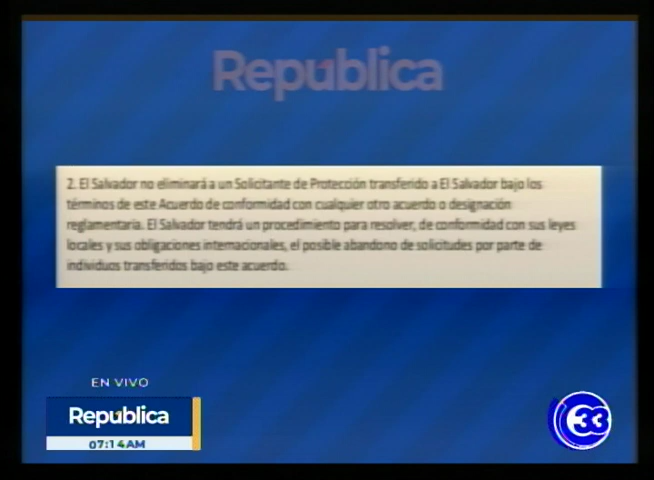 República
2. El Salvador no eliminará a un Solicitante de Protección transferido a El Salvador bajo los
términos de este Acuerdo de conformidad con cualquier otro acuerdo o designación
reglamentaria. El Salvador tendrá un procedimiento para resolver, de conformidad con sus leyes
locales y sus obligaciones internacionales, el posible abandono de solicitudes por parte de
individuos transferidos bajo este acuerdo.
EN VIVO
República
07:14AM
33